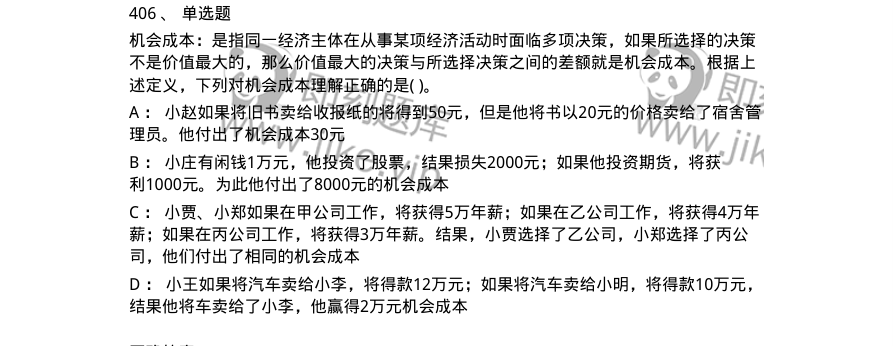 406 、 单选题
机会成本：是指同一经济主体在从事某项经济活动时面临多项决策，如果所选择的决策
不是价值最大的，那么价值最大的决策与所选择决策之间的差额就是机会成本。根据上
述定义，下列对机会成本理解正确的是( )。
A ： 小赵如果将旧书卖给收报纸的将得到50元，但是他将书以20元的价格卖给了宿舍管
理员。他付出了机会成本30元
B ： 小庄有闲钱1万元，他投资了股票，结果损失2000元；如果他投资期货，将获
利1000元。为此他付出了8000元的机会成本
C ： 小贾、小郑如果在甲公司工作，将获得5万年薪；如果在乙公司工作，将获得4万年
薪；如果在丙公司工作，将获得3万年薪。结果，小贾选择了乙公司，小郑选择了丙公
司，他们付出了相同的机会成本
D ： 小王如果将汽车卖给小李，将得款12万元；如果将汽车卖给小明，将得款10万元，
结果他将车卖给了小李，他赢得2万元机会成本
即刻题库
www.jike.vip
即刻
www.jik